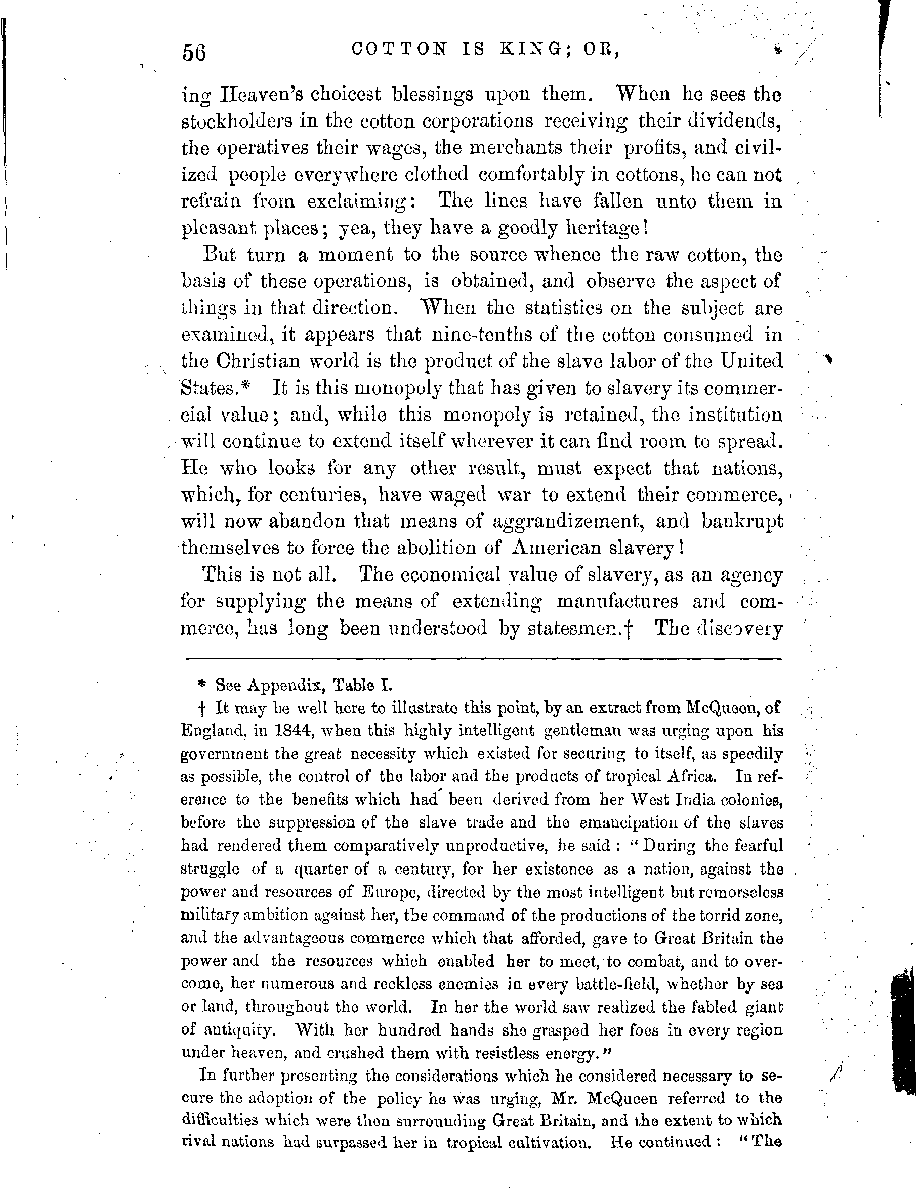 56 COTTON IS KING; OR,
ing Heaven's choicest blessings upon them. When he sees the
stockholders in the cotton corporations receiving their dividends,
the operatives their wages, the merchants their profits, and civil-
ized people everywhere clothed comfortably in cottons, he can not
refrain from exclaiming: The lines have fallen unto them in
pleasant places; yea, they have a goodly heritage!
But turn a moment to the source whence the raw cotton, the
basis of these operations, is obtained, and observe the aspect of
things in that direction. When the statistics on the subject are
examined, it appears that nine-tenths of the cotton consumed in
the Christian world is the product of the slave labor of the United
States.* It is this monopoly that has given to slavery its commer-
cial value; and, while this monopoly is retained, the institution
will continue to extend itself wherever it can find room to spread.
He who looks for any other result, must expect that nations,
which, for centuries, have waged war to extend their commerce,
will now abandon that means of aggrandizement, and bankrupt
themselves to force the abolition of American slavery!
This is not all. The economical value of slavery, as an agency
for supplying the means of extending manufactures and com-
merce, has long been understood by statesmen.† The discovery
* See Appendix, Table I.
† It may be well here to illustrate this point, by an extract from McQueen, of
England, in 1844, when this highly intelligent gentleman was urging upon his
government the great necessity which existed for securing to itself, as speedily
as possible, the control of the labor and the products of tropical Africa. In ref-
erence to the benefits which had been derived from her West India colonies,
before the suppression of the slave trade and the emancipation of the slaves
had rendered them comparatively unproductive, he said: "During the fearful
struggle of a quarter of a century, for her existence as a nation, against the
power and resources of Europe, directed by the most intelligent but remorseless
military ambition against her, the command of the productions of the torrid zone,
and the advantageous commerce which that afforded, gave to Great Britain the
power and the resources which enabled her to meet, to combat, and to over-
come, her numerous and reckless enemies in every battle-field, whether by sea
or land, throughout the world. In her the world saw realized the fabled giant
of antiquity. With her hundred hands she grasped her foes in every region
under heaven, and crushed them with resistless energy."
In further presenting the considerations which he considered necessary to se-
cure the adoption of the policy he was urging, Mr. McQueen referred to the
difficulties which were then surrounding Great Britain, and the extent to which
rival nations had surpassed her in tropical cultivation. He continued: "The